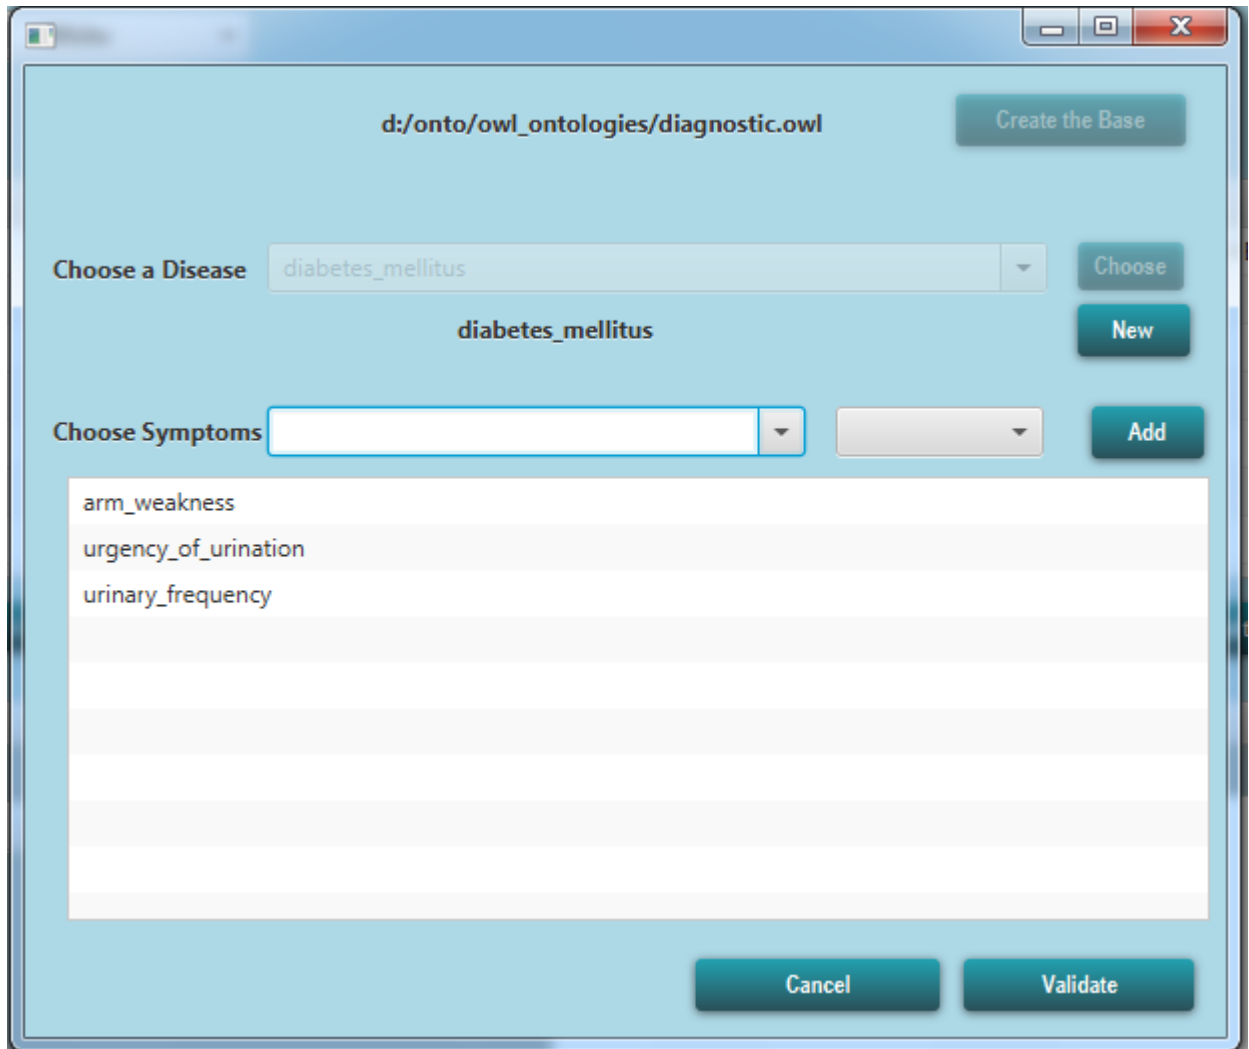 d:/onto/owl_ontologies/diagnostic.owl
Create the Base
Choose a Disease
diabetes_mellitus
Choose
diabetes_mellitus
New
Choose Symptoms
Add
arm_weakness
urgency_of_urination
urinary_frequency
Cancel
Validate